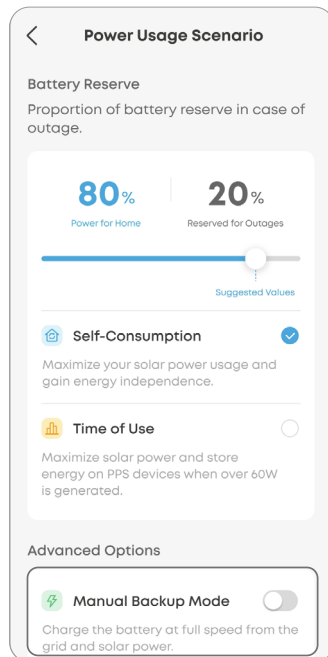 Power Usage Scenario
Battery Reserve
Proportion of battery reserve in case of
outage.
80% 20%
Power for Home Reserved for Outages
Suggested Values
Self-Consumption
Maximize your solar power usage and
gain energy independence.
Time of Use
Maximize solar power and store
energy on PPS devices when over 60W
is generated.
Advanced Options
Manual Backup Mode
Charge the battery at full speed from the
grid and solar power.